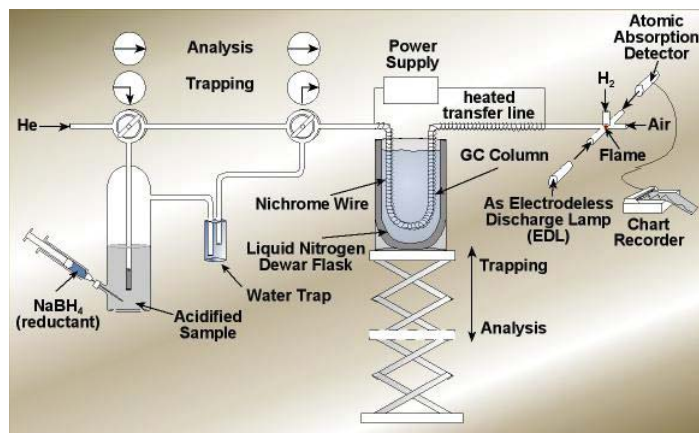 Analysis
Trapping
He
Power
Supply
heated
transfer line
Atomic
Absorption
Detector
H2
Air
Flame
GC Column
Nichrome Wire
As Electrodeless
Discharge Lamp
(EDL)
Chart
Recorder
Liquid Nitrogen
Dewar Flask
Water Trap
NaBH4
(reductant)
Acidified
Sample
Trapping
Analysis